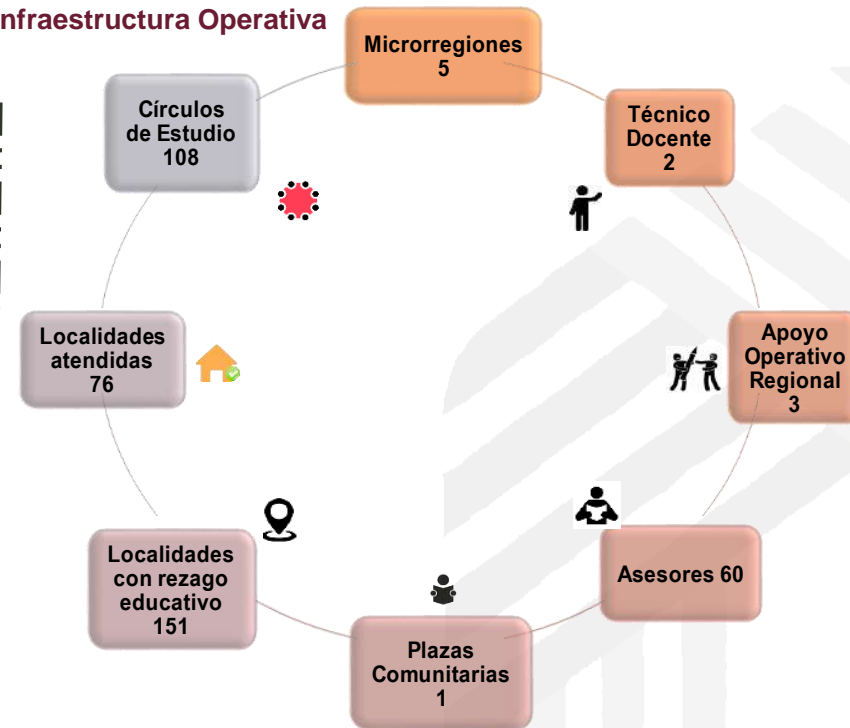 nfraestructura Operativa
Microrregiones
5
Técnico
Docente
2
Apoyo
Operativo
Regional
3
Asesores 60
Plazas
Comunitarias
1
Localidades
con rezago
educativo
151
Localidades
atendidas
76
Círculos
de Estudio
108